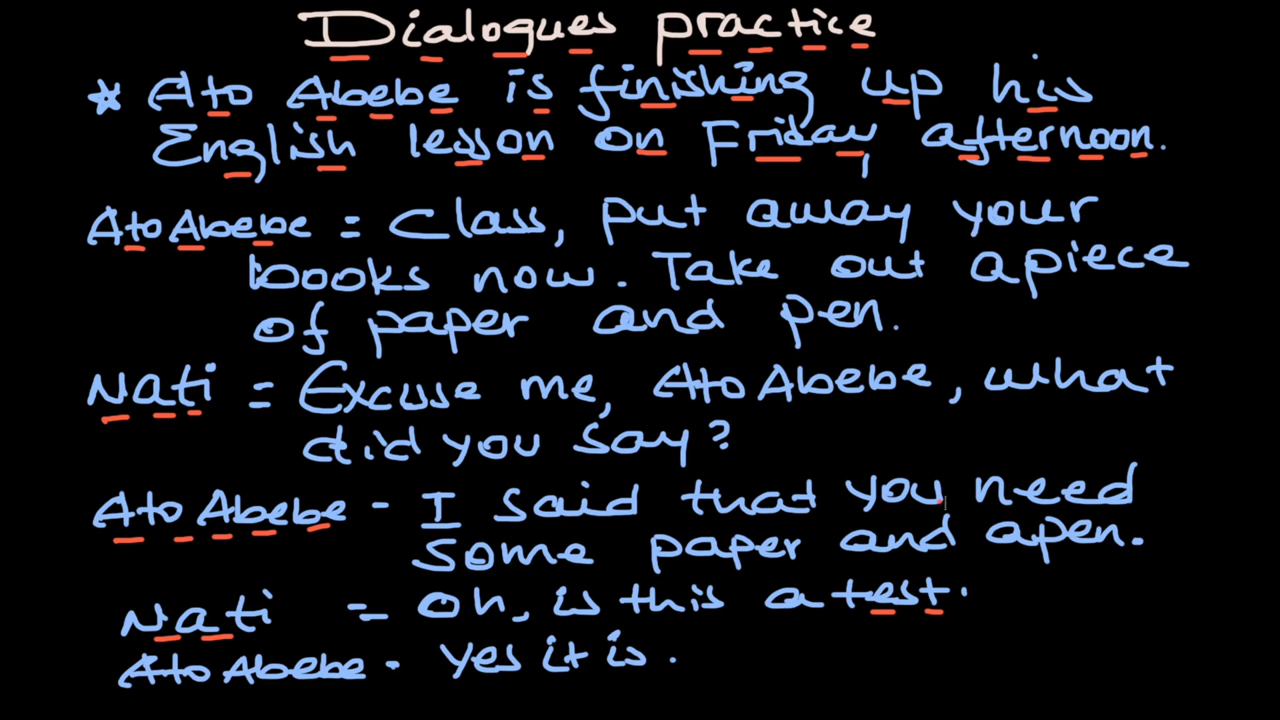 Dialogues practice
* Ato Abebe is finishing up his
English lesson on Friday afternoon.
Ato Abebe = Class, put away your
books now. Take out apiece
of paper and pen.
Nati = Excuse me, Ato Abebe, what
did you say?
Ato Abebe - I said that you need
some paper and apen.
Nati = Oh, is this a test.
Ato Abebe - Yes it is.